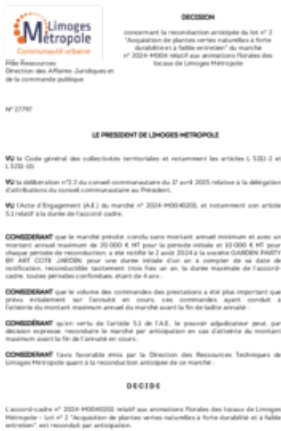 Limoges
Métropole
Communauté urbaine
Pôle Ressources
Direction des Affaires Juridiques et
de la commande publique
DECISION
concernant la reconduction anticipée du lot n° 2
"Acquisition de plantes vertes naturelles à forte
durabilité et à faible entretien" du marché
n° 2024-M004 relatif aux animations florales des
locaux de Limoges Métropole
N° 27797
LE PRESIDENT DE LIMOGES METROPOLE
VU le Code général des collectivités territoriales et notamment les articles L 5211-2 et
L 5211-10,
VU la délibération n°2.2 du conseil communautaire du 17 avril 2025 relative à la délégation
d'attributions du conseil communautaire au Président,
VU l'Acte d'Engagement (A.E.) du marché n° 2024-M0040201, et notamment son article
5.1 relatif à la durée de l'accord-cadre,
CONSIDERANT que le marché précité, conclu sans montant minimum et avec un
montant maximum de 20 000 € HT pour la période initiale et 10 000 € HT pour
chaque période de reconduction, a été notifié le 2 août 2024 à la société GARDEN PARTY
BY ART COTE JARDIN, pour une durée initiale d'un an à compter de sa date de
notification, reconductible tacitement trois fois un an, la durée maximale de l'accord-
cadre, toutes périodes confondues, étant de 4 ans ;
CONSIDERANT que le volume des commandes des prestations a été plus important que
prévu initialement sur l'annuité en cours, ces commandes ayant conduit à
l'atteinte du montant maximum annuel du marché avant la fin de ladite annuité ;
CONSIDÉRANT qu'en vertu de l'article 5.1 de l'A.E., le pouvoir adjudicateur peut, par
décision expresse, reconduire le marché par anticipation en cas d'atteinte du montant
maximum avant la fin de l'annuité en cours ;
CONSIDERANT l'avis favorable émis par la Direction des Ressources Techniques de
Limoges Métropole quant à la reconduction anticipée de ce marché ;
DECIDE
L'accord-cadre n° 2024-M0040201 relatif aux animations florales des locaux de Limoges
Métropole – Lot n° 2 "Acquisition de plantes vertes naturelles à forte durabilité et à faible
entretien", est reconduit par anticipation.